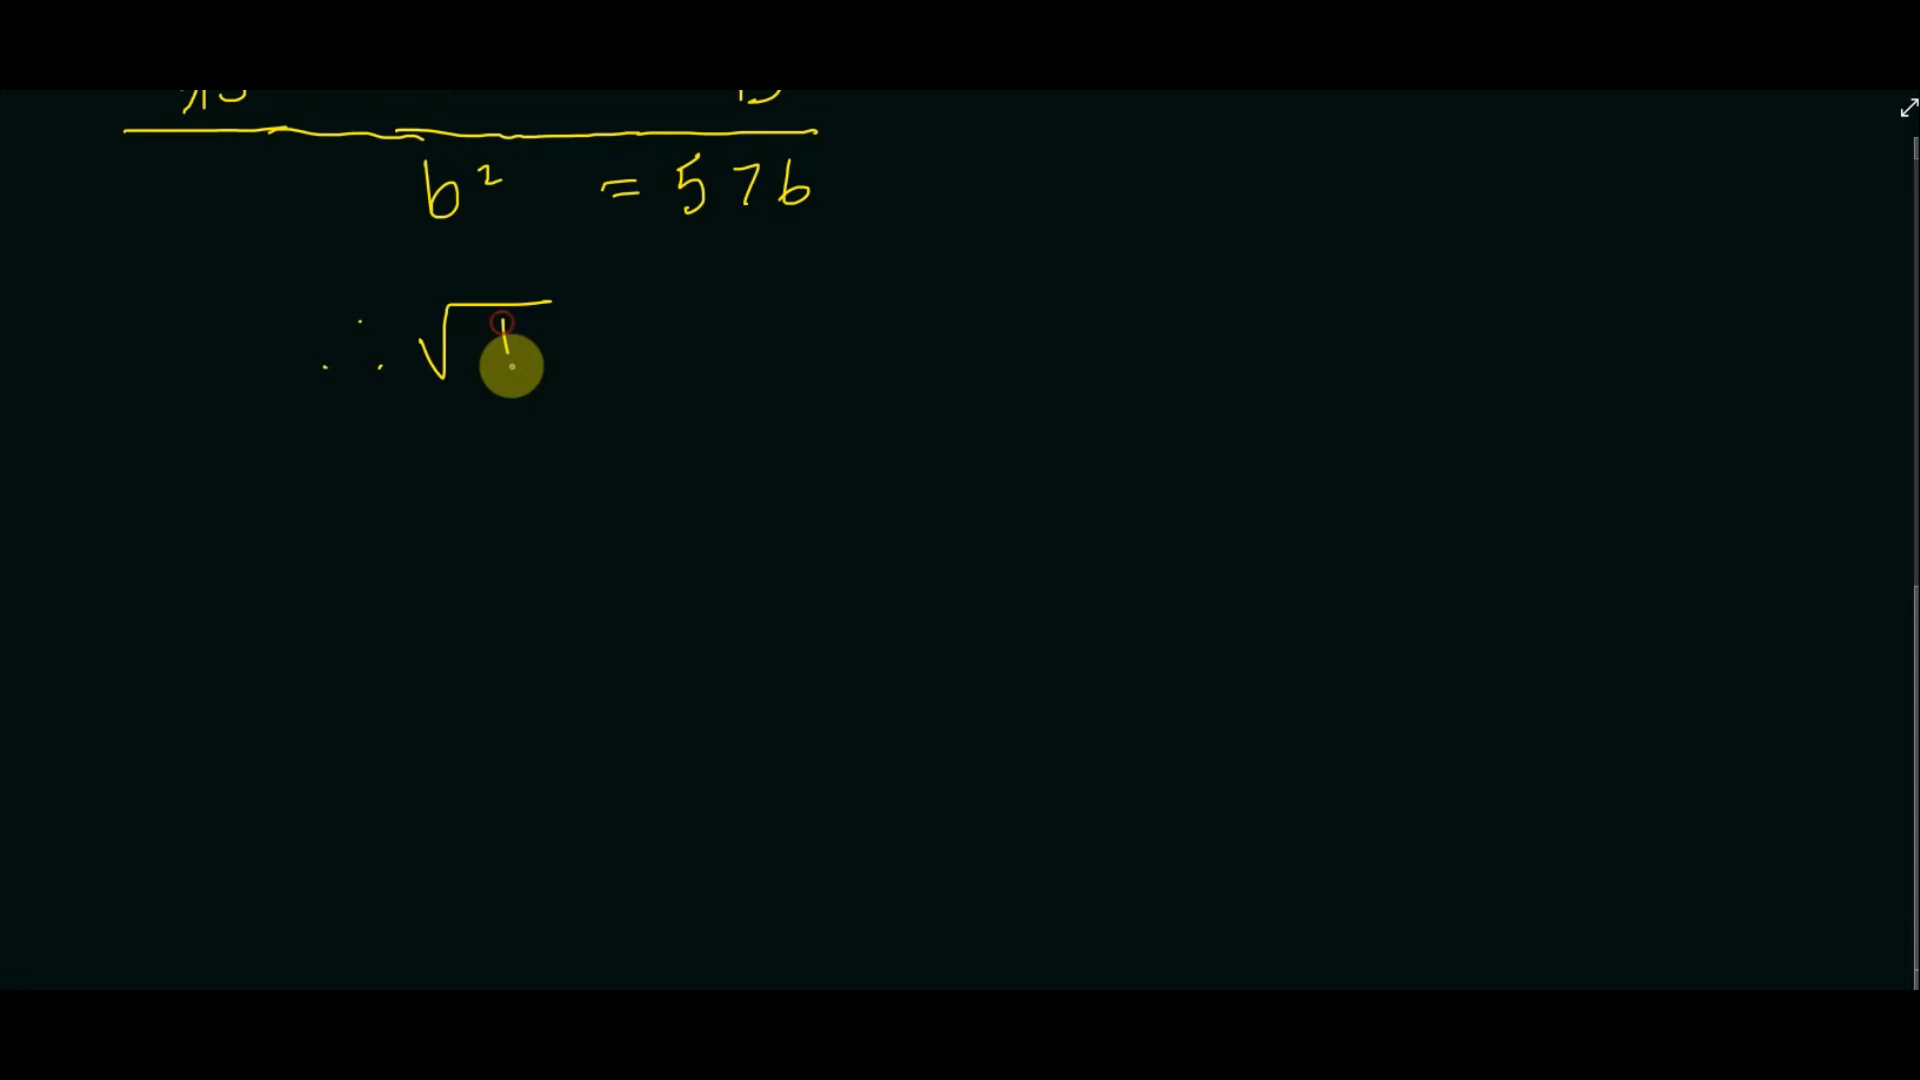 b² = 576
∴ √